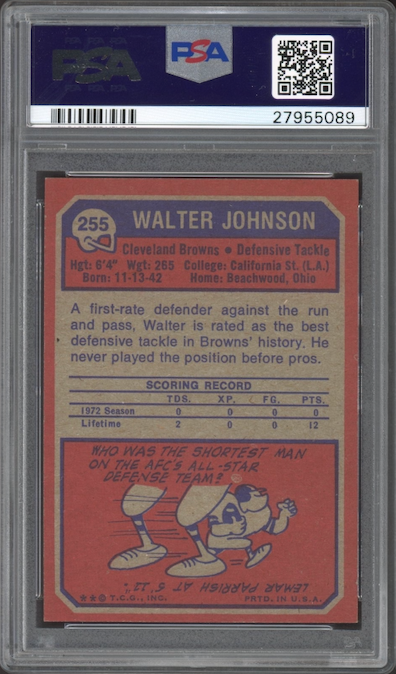 PSA
PSA
27955089
255
WALTER JOHNSON
Cleveland Browns ● Defensive Tackle
Hgt: 6'4" Wgt: 265 College: California St. (L.A.)
Born: 11-13-42 Home: Beachwood, Ohio
A first-rate defender against the run
and pass, Walter is rated as the best
defensive tackle in Browns' history. He
never played the position before pros.
SCORING RECORD
TDS. XP. FG. PTS.
1972 Season 0 0 0 0
Lifetime 2 0 0 12
WHO WAS THE SHORTEST MAN
ON THE AFC'S ALL-STAR
DEFENSE TEAM?
LEMAR PARRISH AT 5' 11".
★★© T.C.G., INC. PRTD. IN U.S.A.